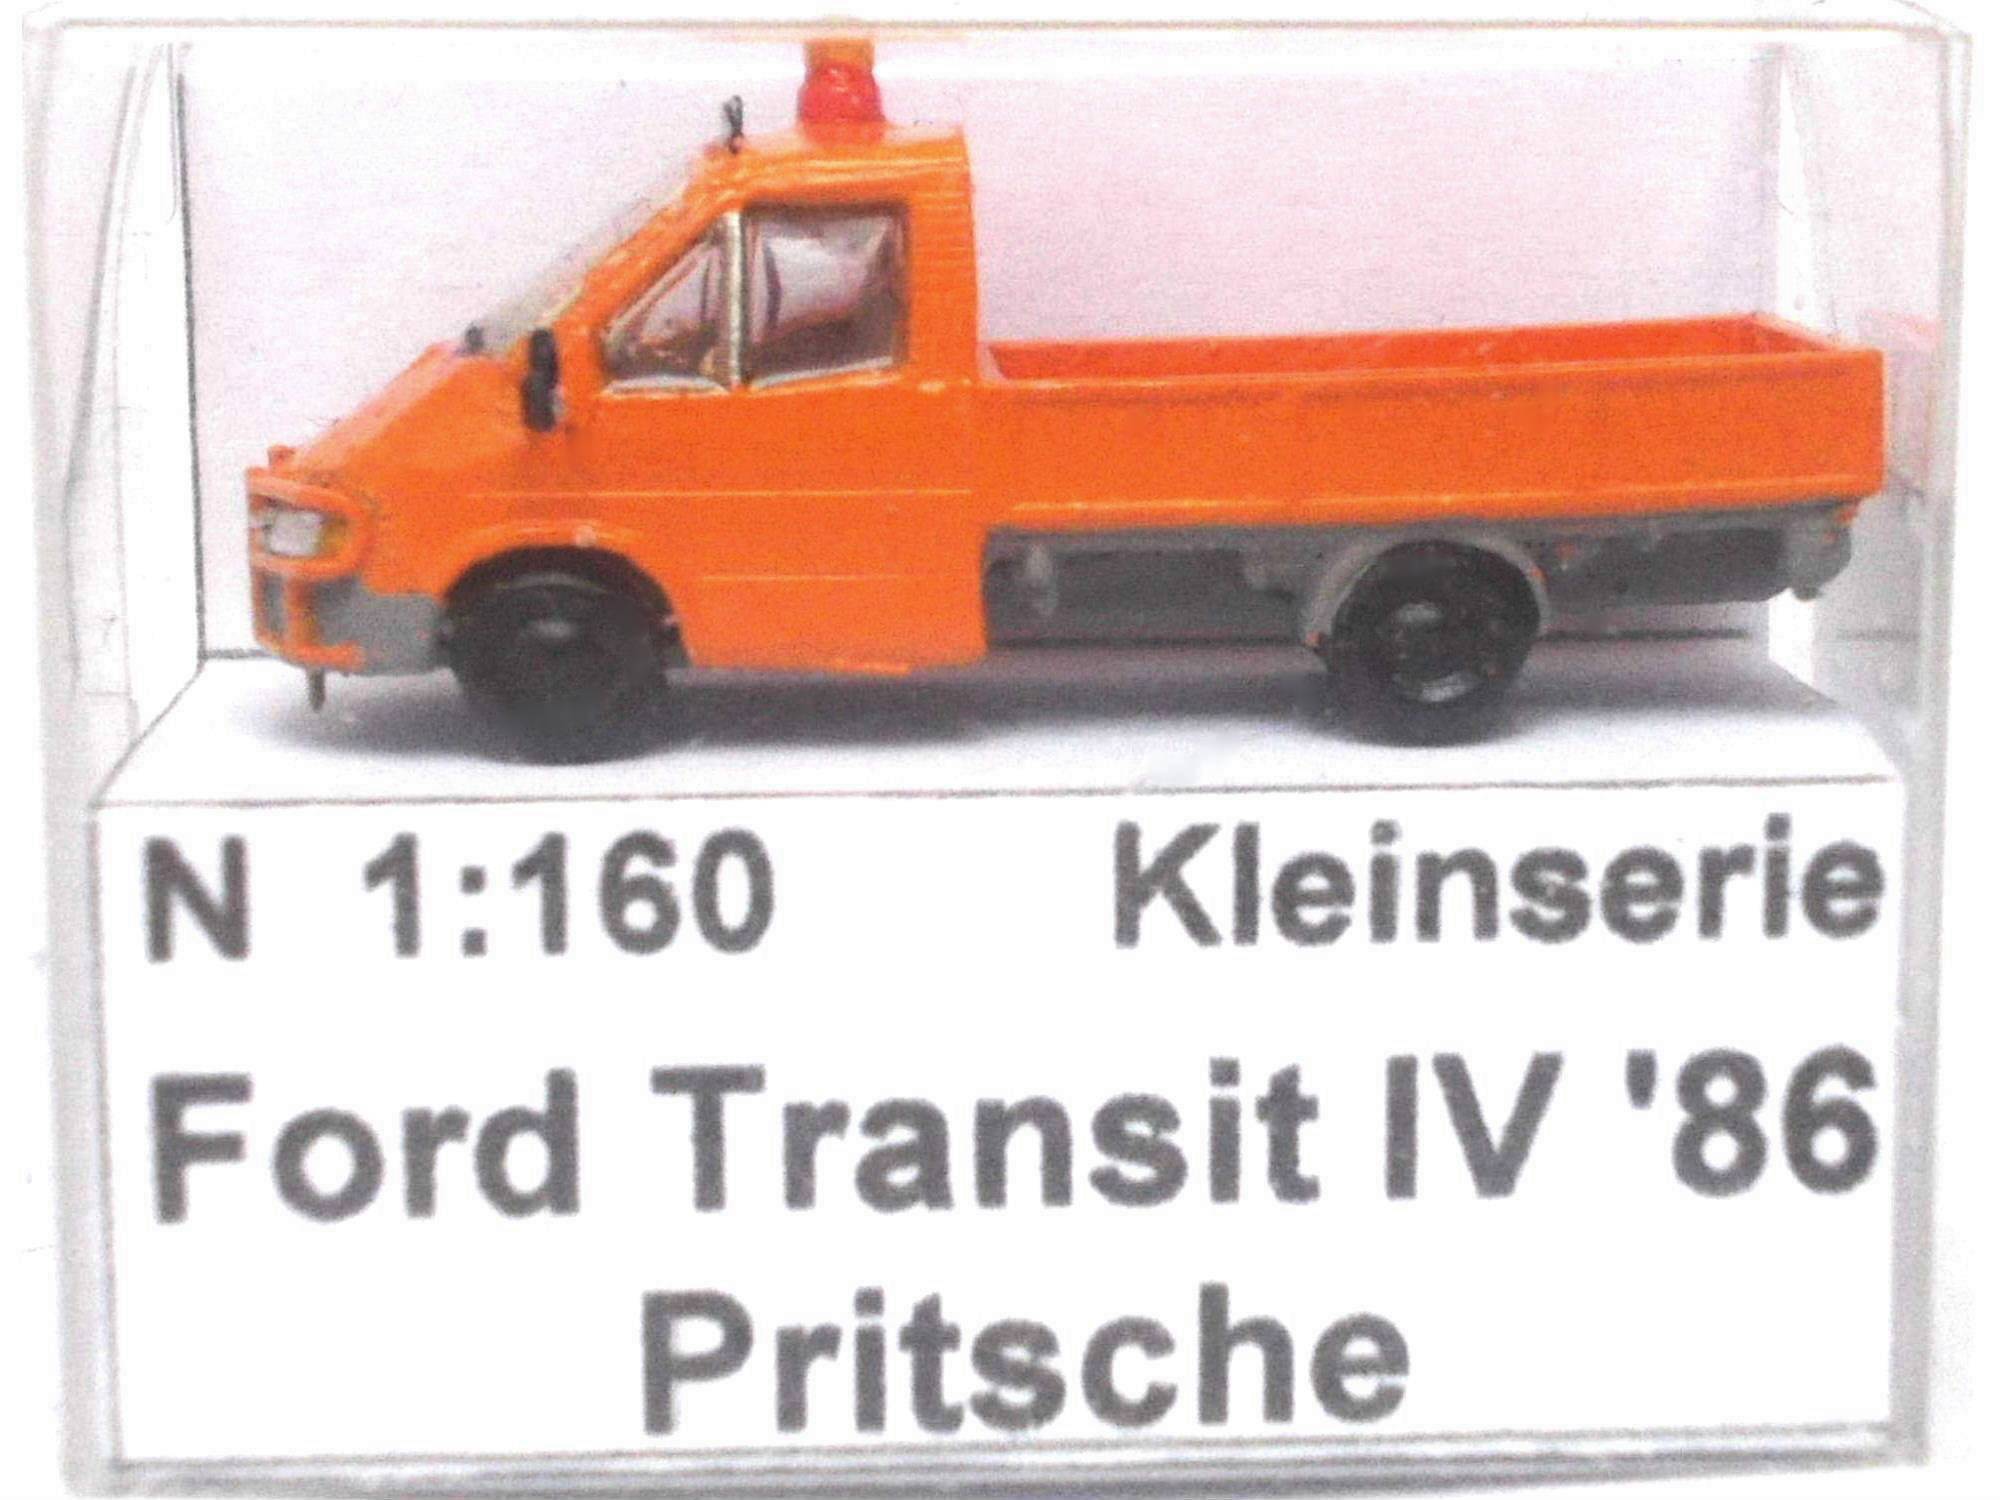 N 1:160 Kleinserie
Ford Transit IV '86
Pritsche